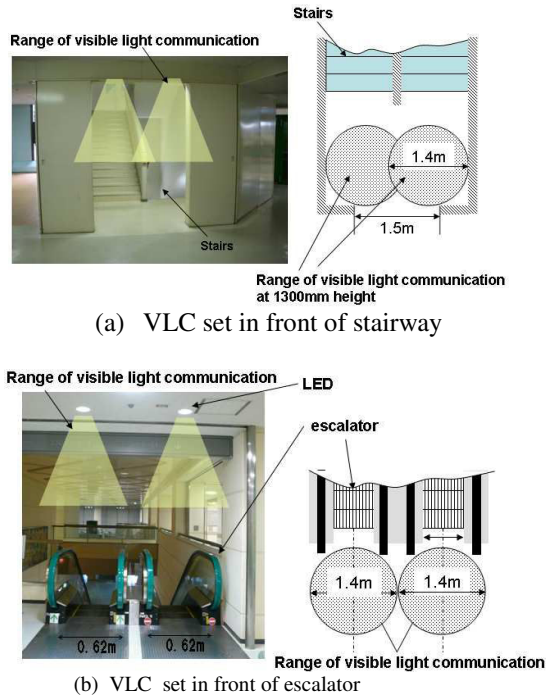 Stairs
Range of visible light communication
Stairs
1.4m
1.5m
Range of visible light communication
at 1300mm height
(a) VLC set in front of stairway
Range of visible light communication
LED
escalator
0.62m 0.62m
1.4m 1.4m
Range of visible light communication
(b) VLC set in front of escalator